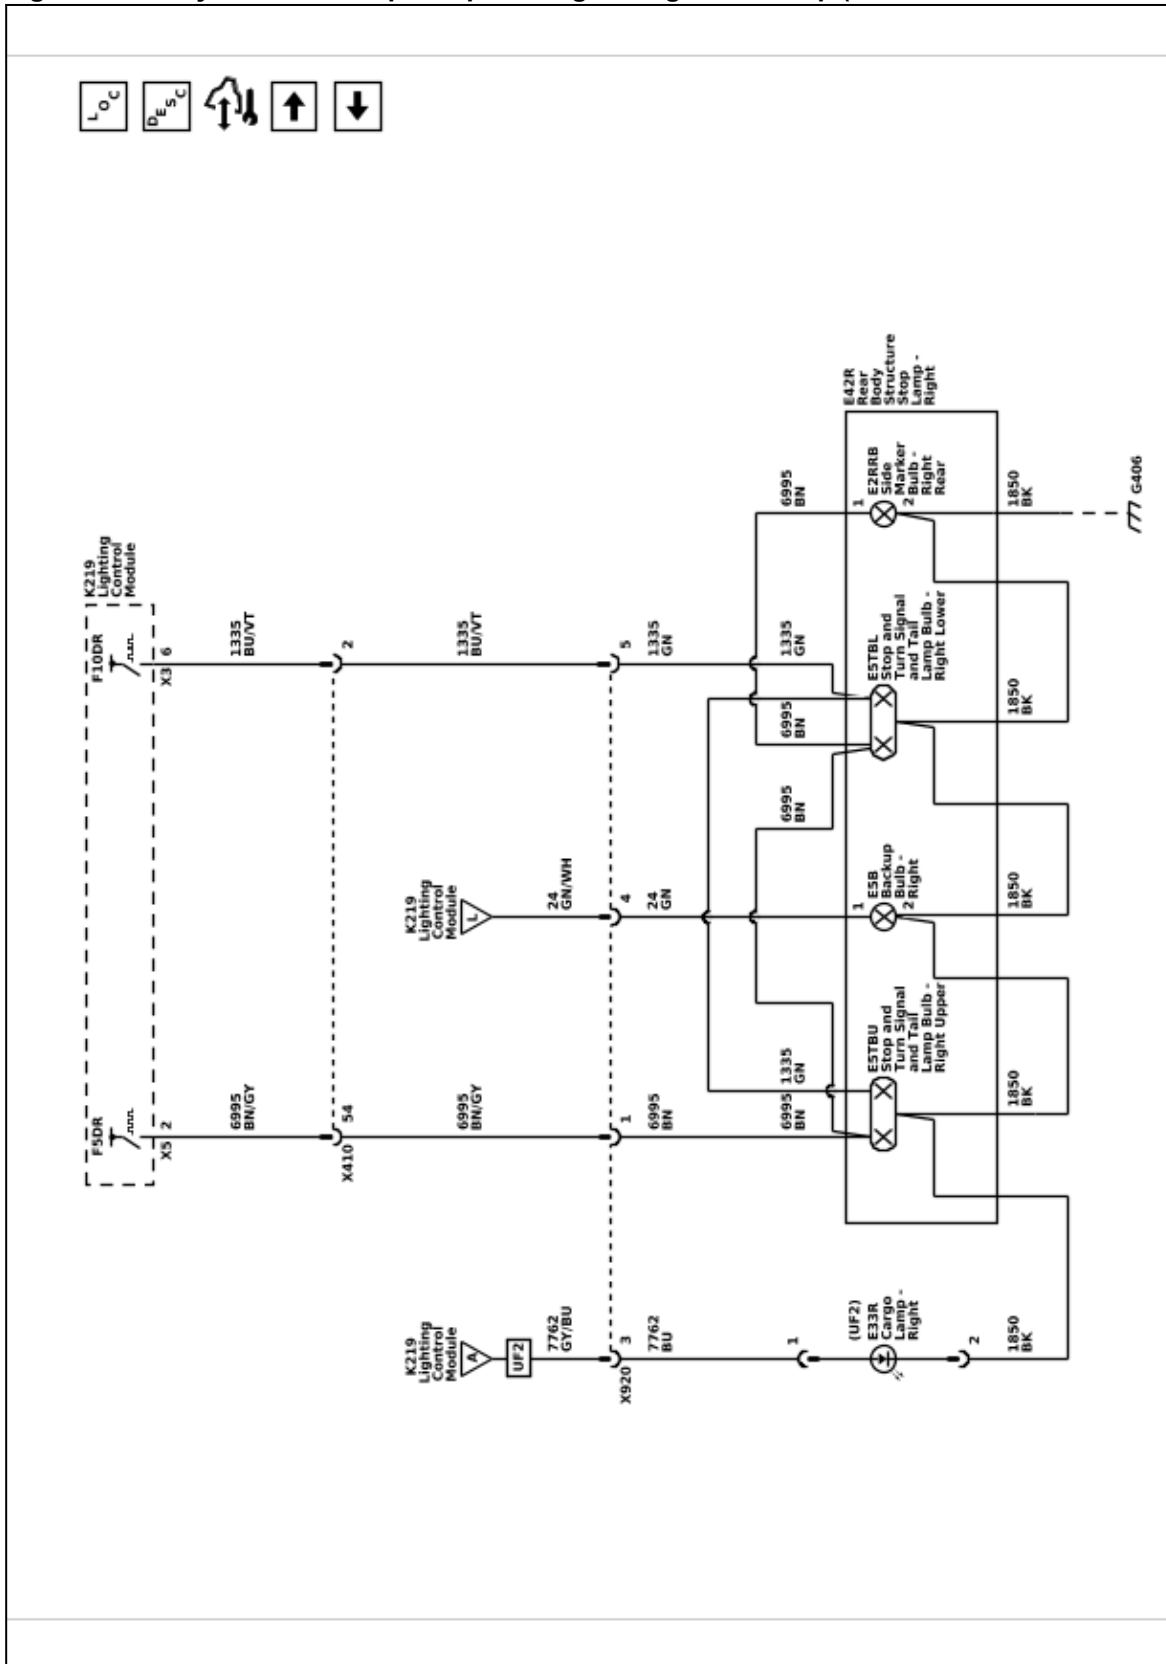 LOC
DESC
F5DR
F10DR
K219
Lighting
Control
Module
X5 2
X3 6
6995
BN/GY
1335
BU/VT
X410 54
2
K219
Lighting
Control
Module
A
K219
Lighting
Control
Module
L
6995
BN/GY
1335
BU/VT
UF2
7762
GY/BU
24
GN/WH
X920 3
1
4
5
7762
BU
6995
BN
24
GN
1335
GN
6995
BN
1335
GN
6995
BN
6995
BN
1335
GN
6995
BN
1
1
1
(UF2)
E33R
Cargo
Lamp -
Right
E5TBU
Stop and
Turn Signal
and Tail
Lamp Bulb -
Right Upper
E5B
Backup
Bulb -
Right
E5TBL
Stop and
Turn Signal
and Tail
Lamp Bulb -
Right Lower
E2RRB
Side
Marker
Bulb -
Right
Rear
E42R
Rear
Body
Structure
Stop
Lamp -
Right
2
2
2
1850
BK
1850
BK
1850
BK
1850
BK
1850
BK
G406